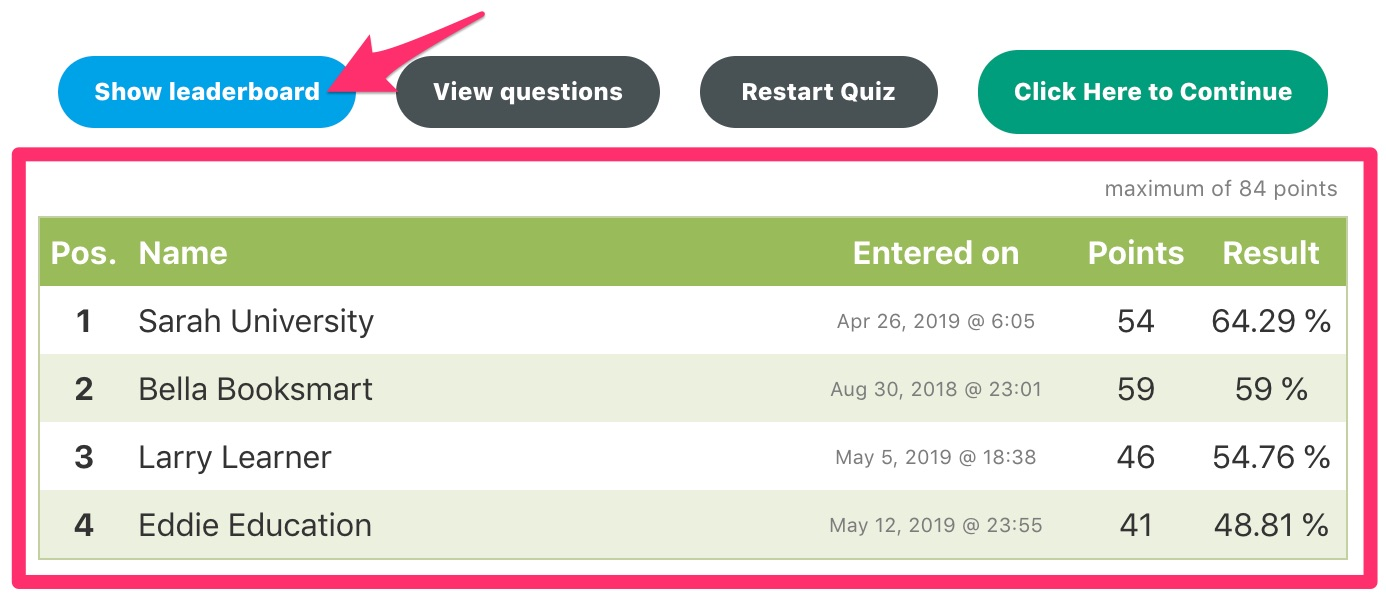 Show leaderboard View questions Restart Quiz Click Here to Continue
maximum of 84 points
Pos. Name Entered on Points Result
1 Sarah University Apr 26, 2019 @ 6:05 54 64.29 %
2 Bella Booksmart Aug 30, 2018 @ 23:01 59 59 %
3 Larry Learner May 5, 2019 @ 18:38 46 54.76 %
4 Eddie Education May 12, 2019 @ 23:55 41 48.81 %